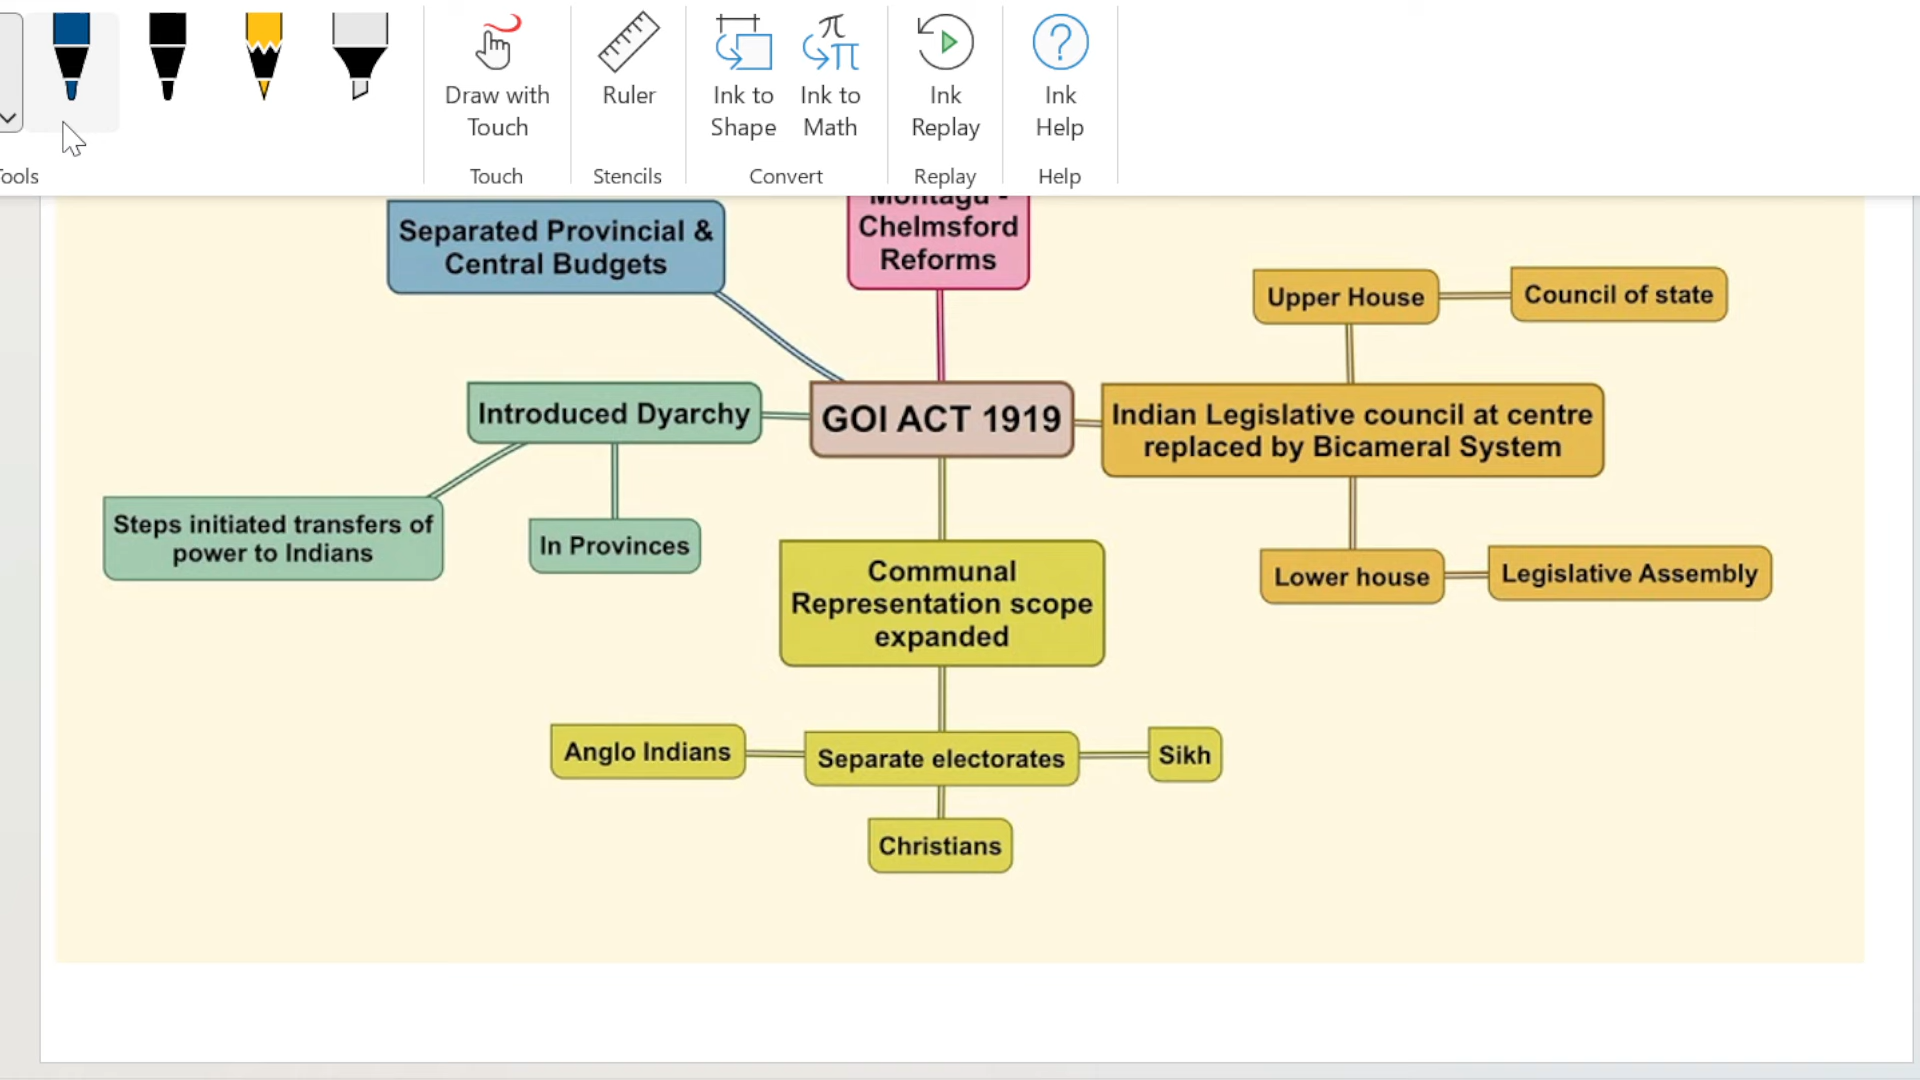 Draw with
Touch
Ruler
Ink to
Shape
Ink to
Math
Ink
Replay
Ink
Help
Touch
Stencils
Convert
Replay
Help
Separated Provincial &
Central Budgets
Montagu -
Chelmsford
Reforms
Upper House
Council of state
Introduced Dyarchy
GOI ACT 1919
Indian Legislative council at centre
replaced by Bicameral System
Steps initiated transfers of
power to Indians
In Provinces
Communal
Representation scope
expanded
Lower house
Legislative Assembly
Anglo Indians
Separate electorates
Sikh
Christians